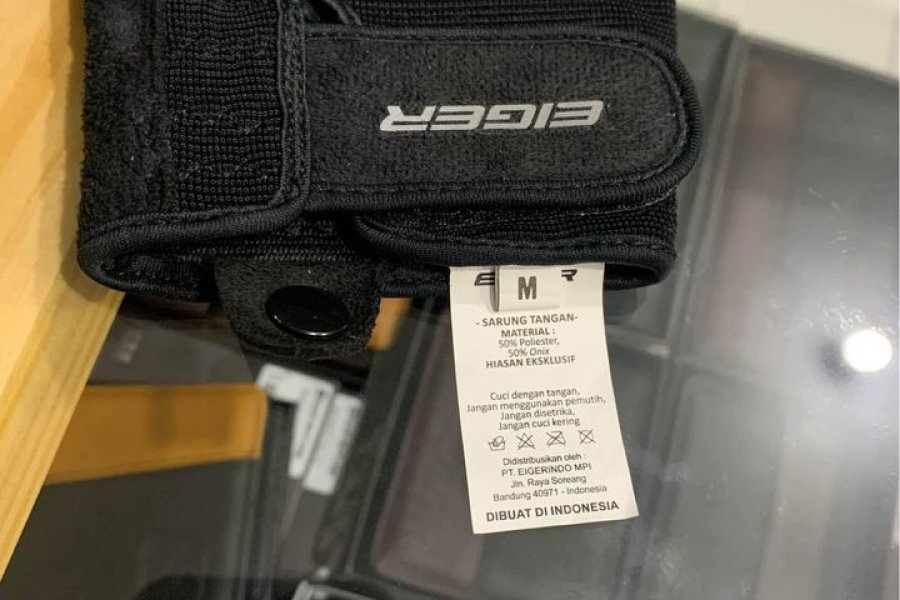 EIGER
M
- SARUNG TANGAN-
MATERIAL :
50% Poliester,
50% Onix
HIASAN EKSKLUSIF
Cuci dengan tangan,
Jangan menggunakan pemutih,
Jangan disetrika,
Jangan cuci kering
Didistribusikan oleh :
PT. EIGERINDO MPI
Jln. Raya Soreang
Bandung 40971 - Indonesia
DIBUAT DI INDONESIA